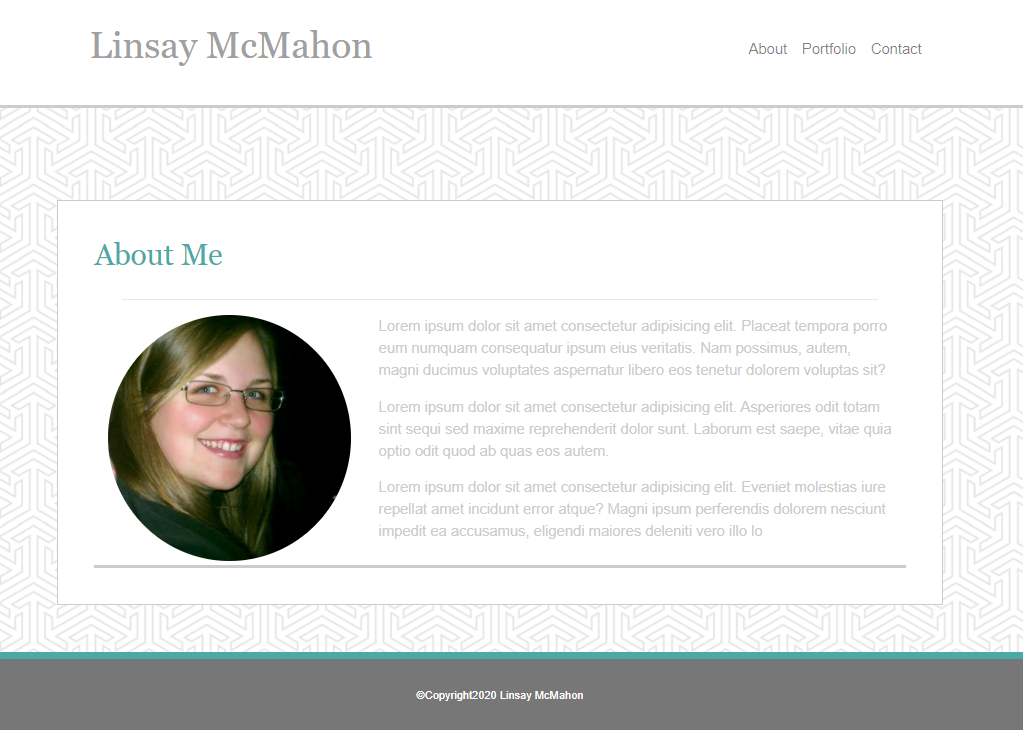 Linsay McMahon
About Portfolio Contact
About Me
Lorem ipsum dolor sit amet consectetur adipisicing elit. Placeat tempora porro
eum numquam consequatur ipsum eius veritatis. Nam possimus, autem,
magni ducimus voluptates aspernatur libero eos tenetur dolorem voluptas sit?
Lorem ipsum dolor sit amet consectetur adipisicing elit. Asperiores odit totam
sint sequi sed maxime reprehenderit dolor sunt. Laborum est saepe, vitae quia
optio odit quod ab quas eos autem.
Lorem ipsum dolor sit amet consectetur adipisicing elit. Eveniet molestias iure
repellat amet incidunt error atque? Magni ipsum perferendis dolorem nesciunt
impedit ea accusamus, eligendi maiores deleniti vero illo lo
©Copyright2020 Linsay McMahon